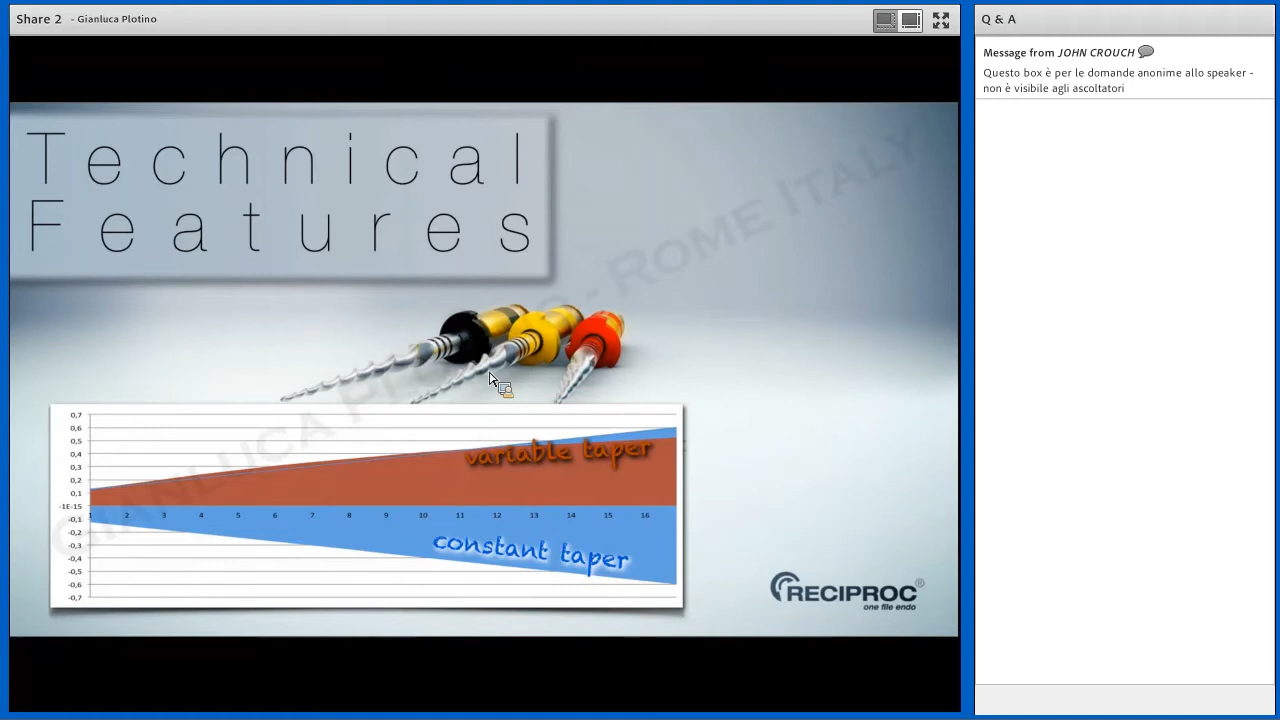 Share 2 - Gianluca Plotino
Q & A
Message from JOHN CROUCH
Questo box è per le domande anonime allo speaker -
non è visibile agli ascoltatori
Technical
Features
GIANLUCA PLOTINO - ROME ITALY
0,7
0,6
0,5
0,4
0,3
0,2
0,1
-1E-15
-0,1
-0,2
-0,3
-0,4
-0,5
-0,6
-0,7
1 2 3 4 5 6 7 8 9 10 11 12 13 14 15 16
variable taper
constant taper
RECIPROC®
one file endo